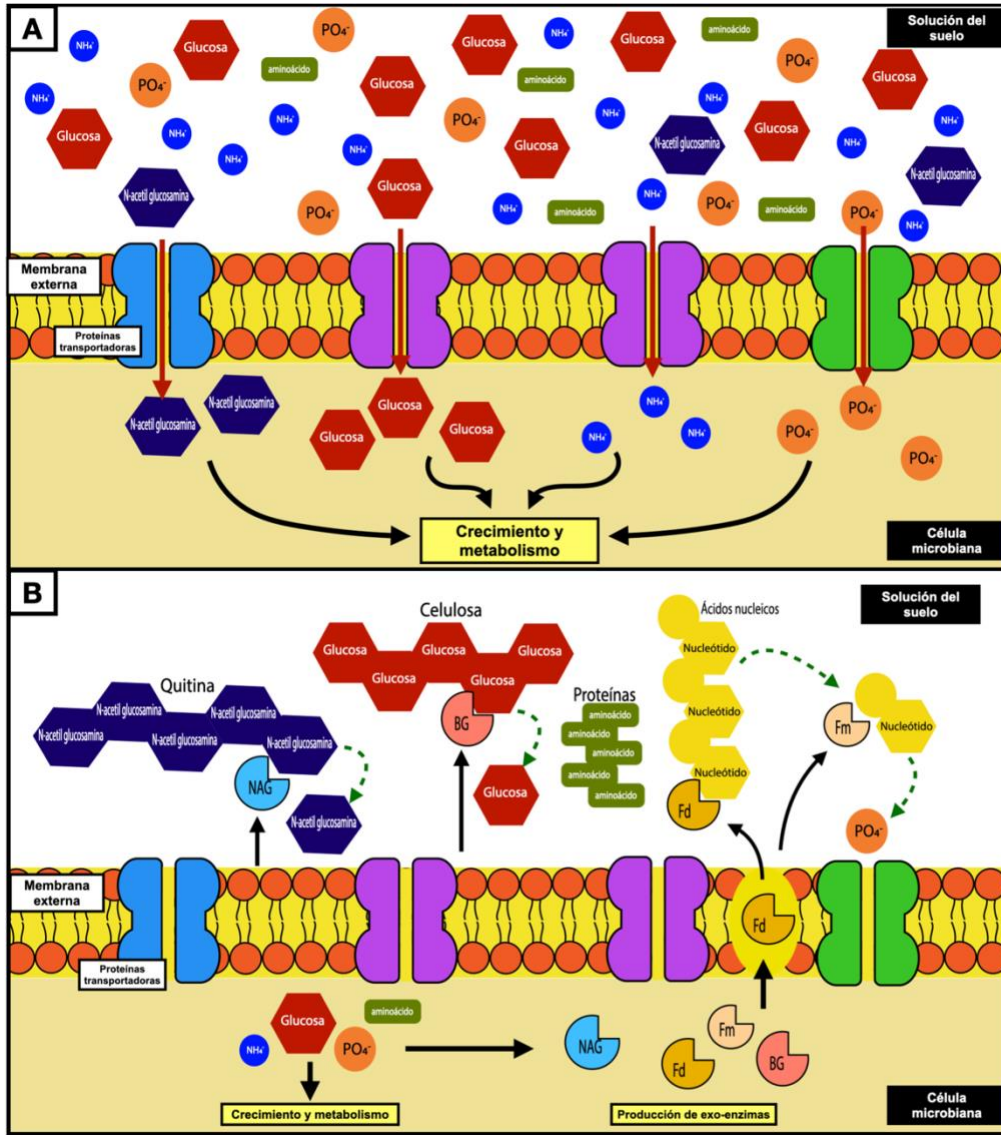 A
Solución del
suelo
Glucosa
PO₄⁻
Glucosa
NH₄⁻
Glucosa
aminoácido
NH₄⁻
aminoácido
PO₄⁻
Glucosa
PO₄⁻
Glucosa
aminoácido
NH₄⁻
NH₄⁻
Glucosa
NH₄⁻
NH₄⁻
PO₄⁻
NH₄⁻
Glucosa
NH₄⁻
NH₄⁻
Glucosa
N-acetil glucosamina
NH₄⁻
N-acetil glucosamina
N-acetil glucosamina
Glucosa
NH₄⁻
PO₄⁻
NH₄⁻
aminoácido
PO₄⁻
aminoácido
PO₄⁻
NH₄⁻
Membrana
externa
Proteínas
transportadoras
N-acetil glucosamina
N-acetil glucosamina
Glucosa
Glucosa
Glucosa
NH₄⁻
NH₄⁻
NH₄⁻
PO₄⁻
PO₄⁻
PO₄⁻
Crecimiento y
metabolismo
Célula
microbiana
B
Solución del
suelo
Quitina
N-acetil glucosamina
N-acetil glucosamina
N-acetil glucosamina
N-acetil glucosamina
N-acetil glucosamina
NAG
N-acetil glucosamina
Celulosa
Glucosa
Glucosa
Glucosa
Glucosa
Glucosa
BG
Glucosa
Proteínas
aminoácido
aminoácido
aminoácido
aminoácido
aminoácido
Ácidos nucleicos
Nucleótido
Nucleótido
Nucleótido
Fd
Fm
Nucleótido
PO₄⁻
Membrana
externa
Proteínas
transportadoras
Fd
Glucosa
aminoácido
NH₄⁻
PO₄⁻
NAG
Fd
Fm
BG
Crecimiento y metabolismo
Producción de exo-enzimas
Célula
microbiana